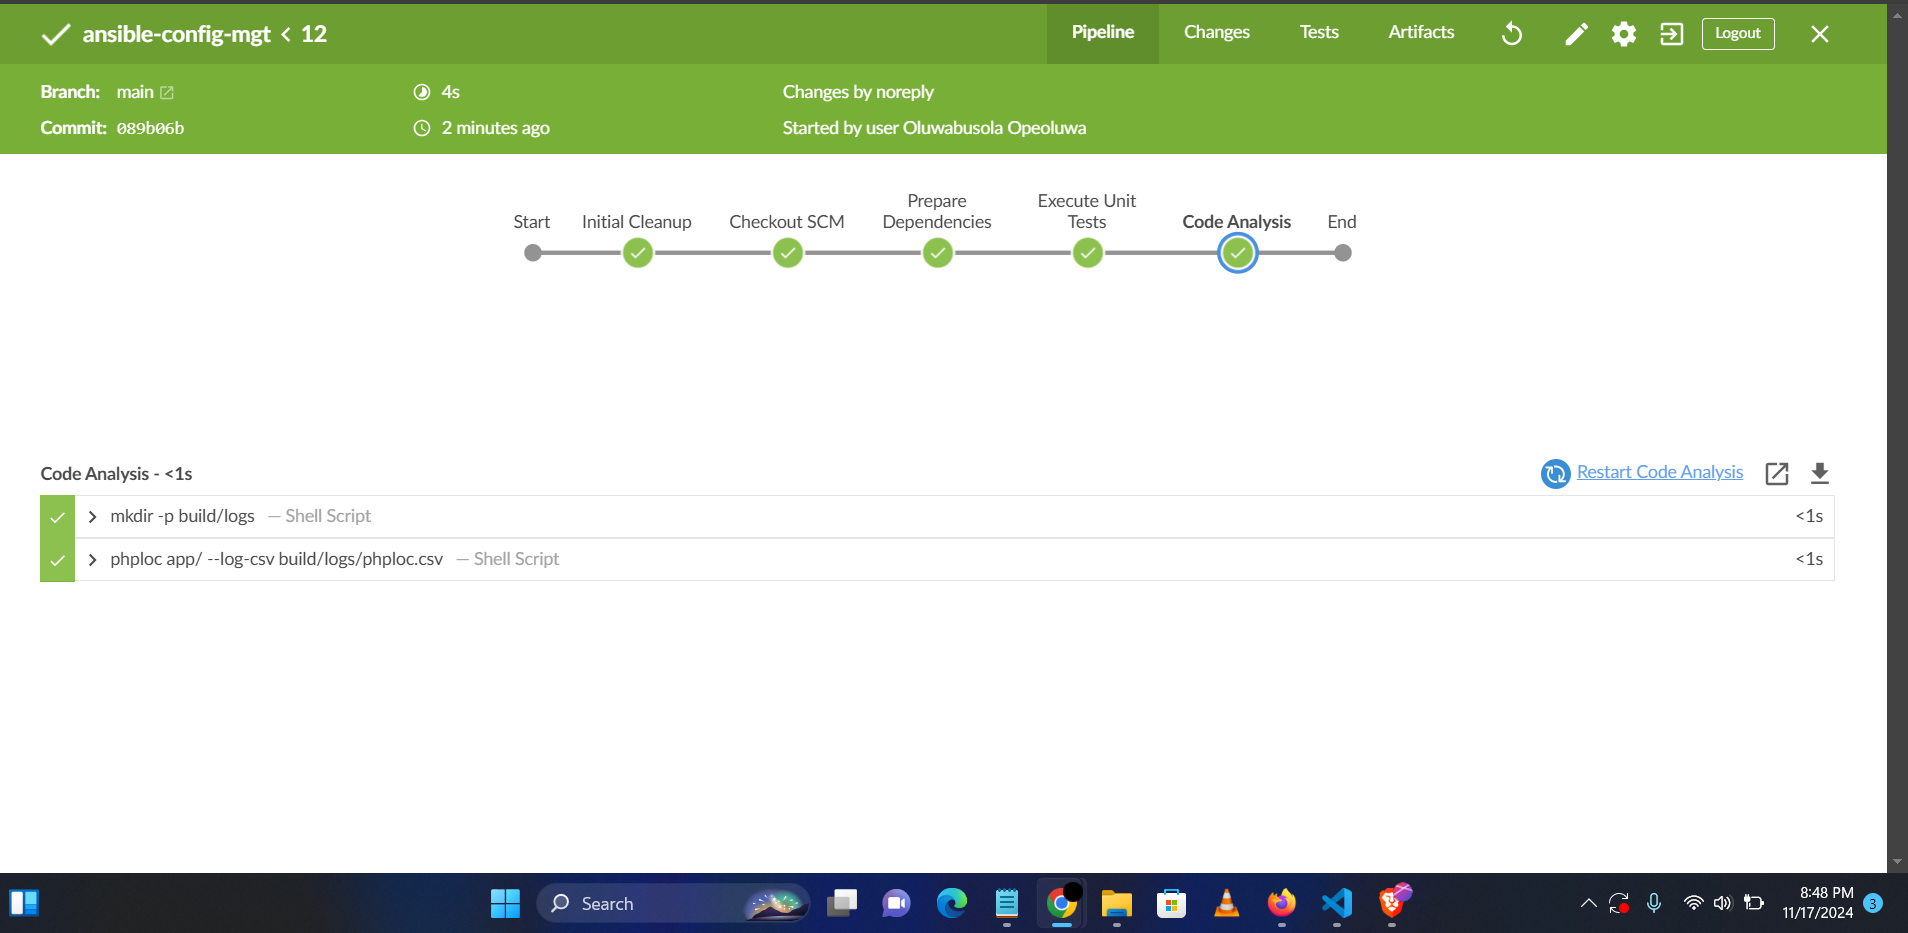 ansible-config-mgt < 12
Pipeline
Changes
Tests
Artifacts
Logout
Branch: main
4s
Changes by noreply
Commit: 089b06b
2 minutes ago
Started by user Oluwabusola Opeoluwa
Start
Initial Cleanup
Checkout SCM
Prepare
Dependencies
Execute Unit
Tests
Code Analysis
End
Code Analysis - <1s
Restart Code Analysis
mkdir -p build/logs — Shell Script
<1s
phploc app/ --log-csv build/logs/phploc.csv — Shell Script
<1s
Search
8:48 PM
11/17/2024
3